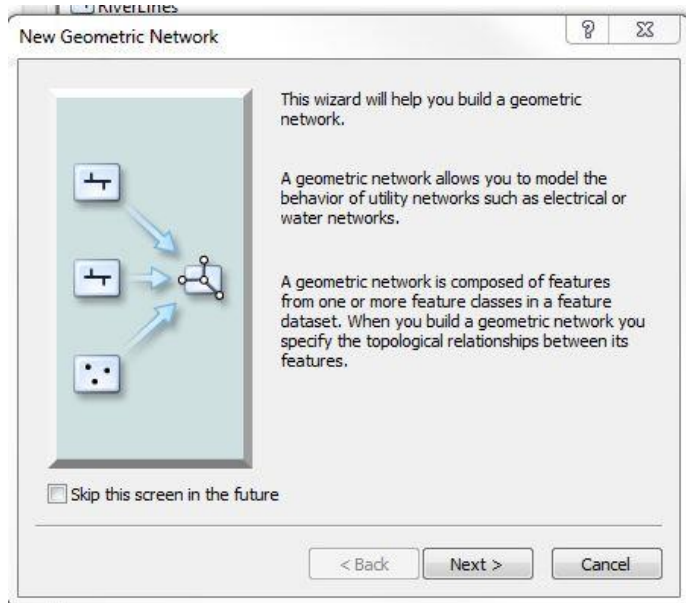 RiverLines
New Geometric Network
This wizard will help you build a geometric
network.
A geometric network allows you to model the
behavior of utility networks such as electrical or
water networks.
A geometric network is composed of features
from one or more feature classes in a feature
dataset. When you build a geometric network you
specify the topological relationships between its
features.
Skip this screen in the future
< Back
Next >
Cancel